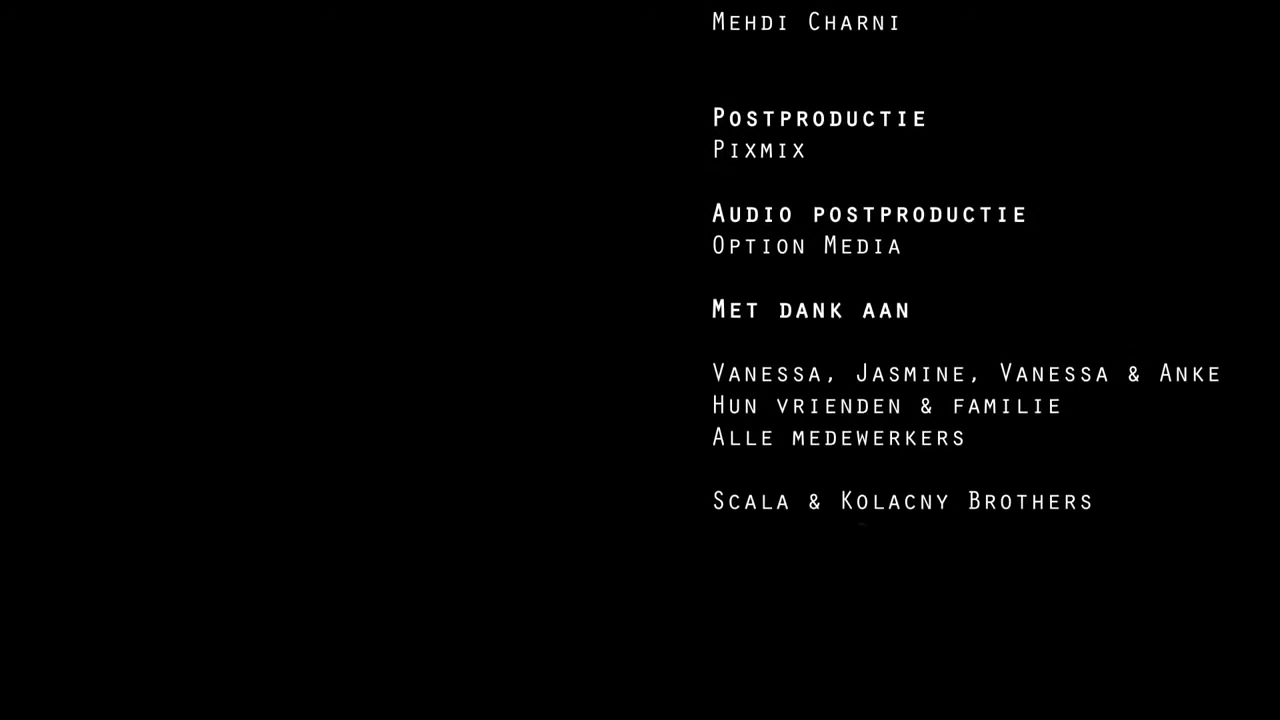 Mehdi Charni
Postproductie
Pixmix
Audio postproductie
Option Media
Met dank aan
Vanessa, Jasmine, Vanessa & Anke
Hun vrienden & familie
Alle medewerkers
Scala & Kolacny Brothers